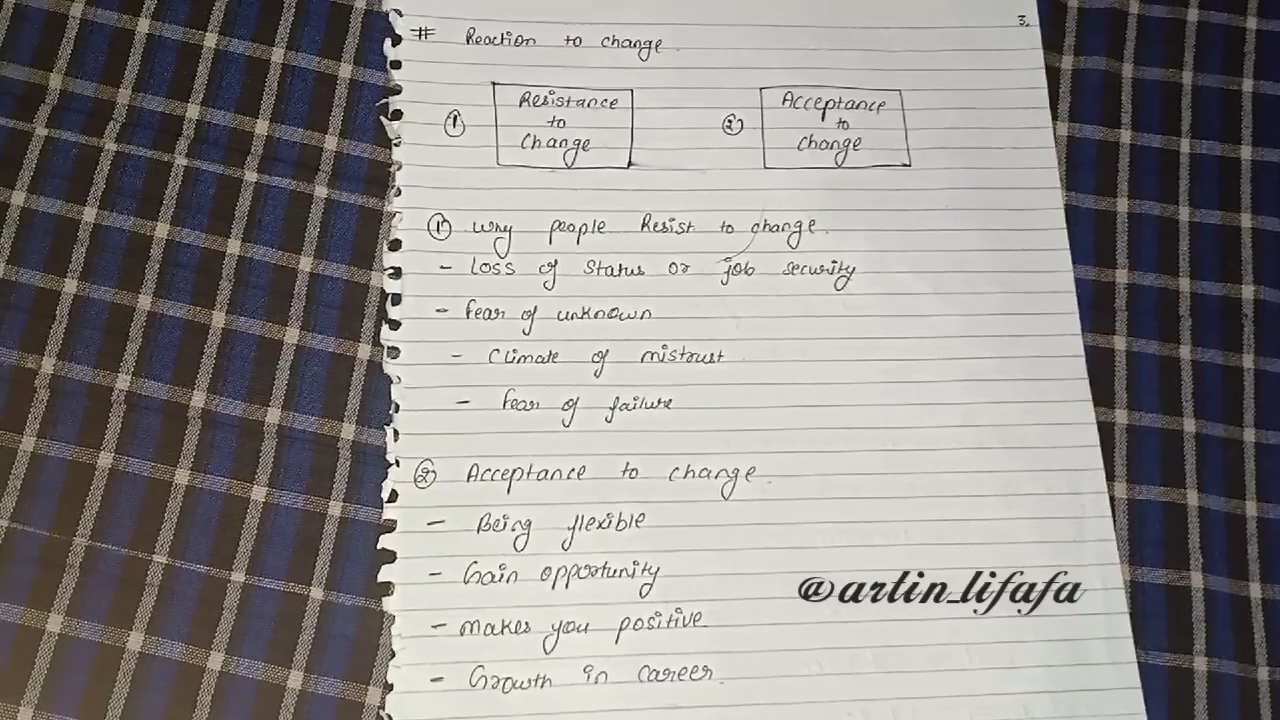 3.
# Reaction to change.
① Resistance to Change
② Acceptance to change
① Why people Resist to change.
- Loss of Status or job security
- fear of unknown
- Climate of mistrust
- fear of failure
② Acceptance to change.
- Being flexible
- Gain opportunity
- makes you positive
- Growth in career.
@artin_lifafa